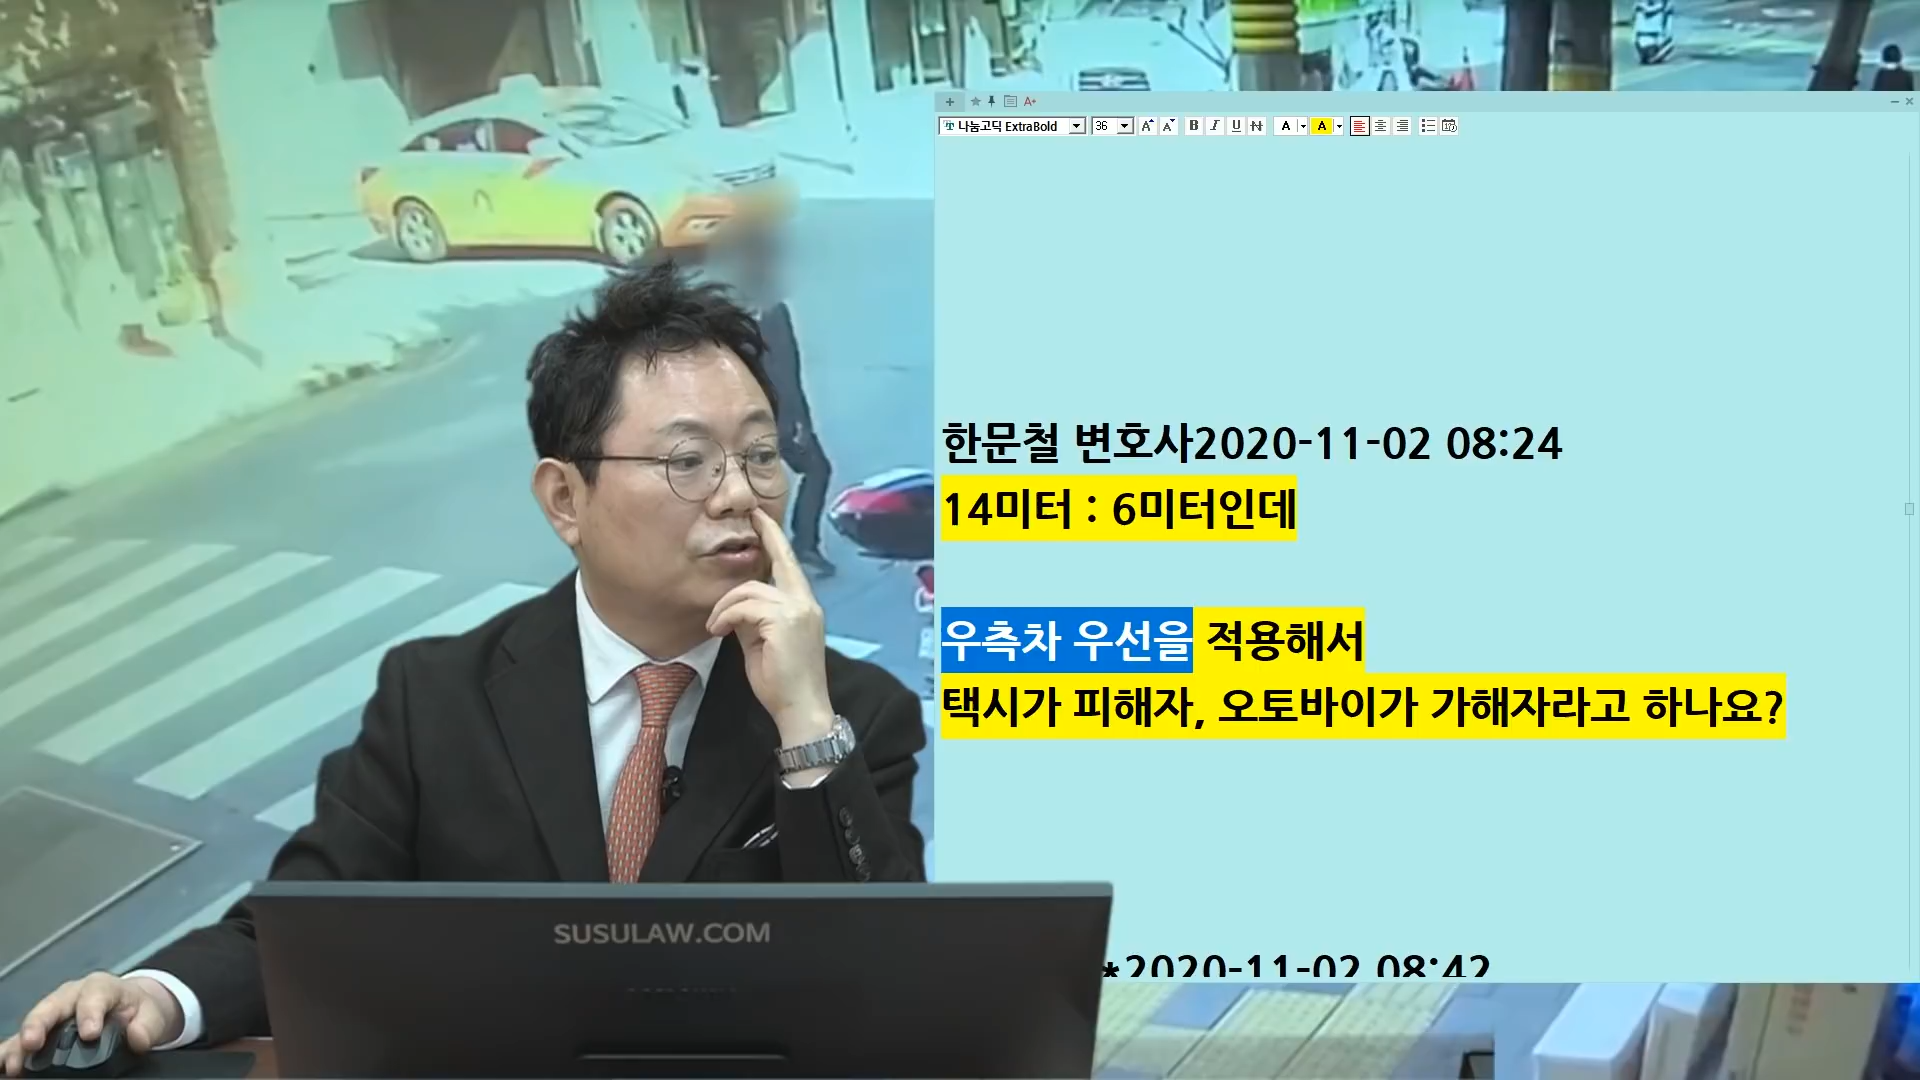 나눔고딕 ExtraBold
36
한문철 변호사2020-11-02 08:24
14미터 : 6미터인데
우측차 우선을 적용해서
택시가 피해자, 오토바이가 가해자라고 하나요?
*2020-11-02 08:42
SUSULAW.COM